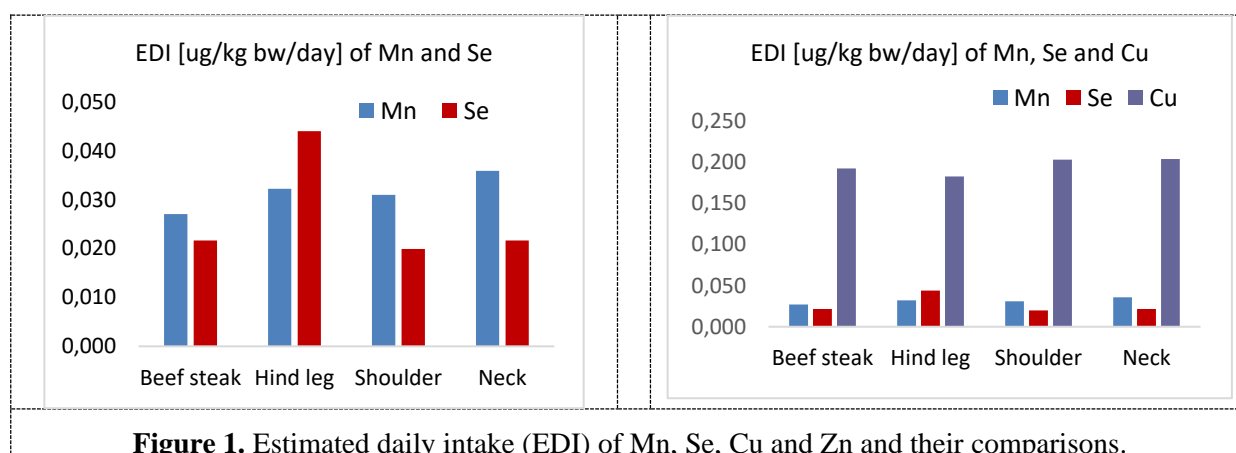 EDI [ug/kg bw/day] of Mn and Se
Mn Se
0,050
0,040
0,030
0,020
0,010
0,000
Beef steak Hind leg Shoulder Neck
EDI [ug/kg bw/day] of Mn, Se and Cu
Mn Se Cu
0,250
0,200
0,150
0,100
0,050
0,000
Beef steak Hind leg Shoulder Neck
Figure 1. Estimated daily intake (EDI) of Mn, Se, Cu and Zn and their comparisons.